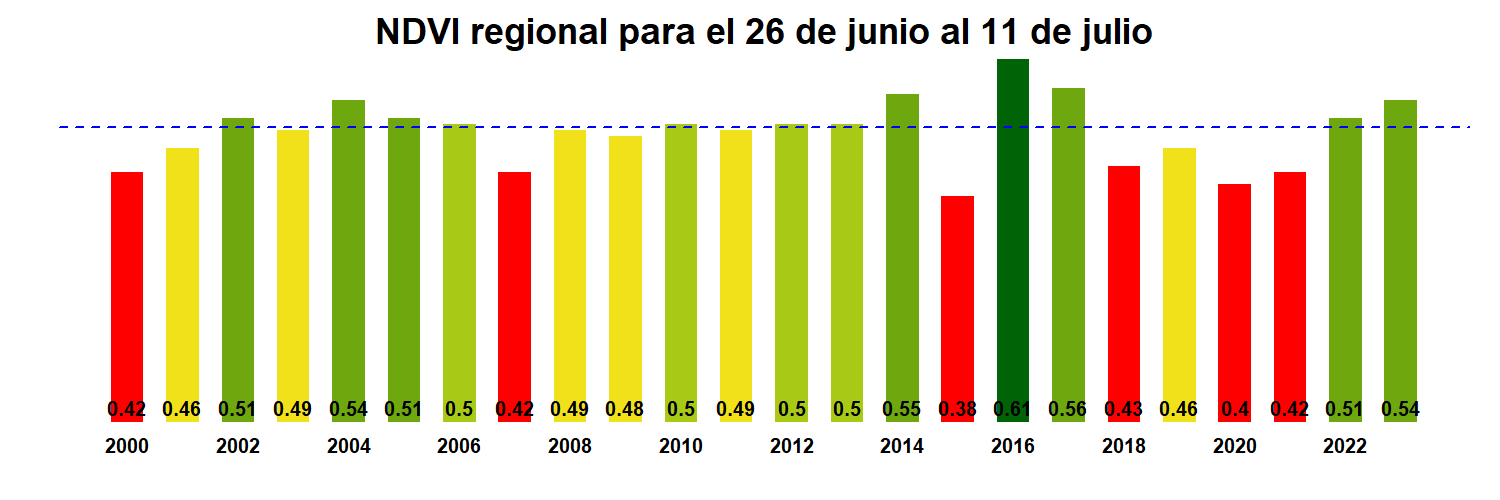 NDVI regional para el 26 de junio al 11 de julio
0.42 0.46 0.51 0.49 0.54 0.51 0.5 0.42 0.49 0.48 0.5 0.49 0.5 0.5 0.55 0.38 0.61 0.56 0.43 0.46 0.4 0.42 0.51 0.54
2000 2002 2004 2006 2008 2010 2012 2014 2016 2018 2020 2022